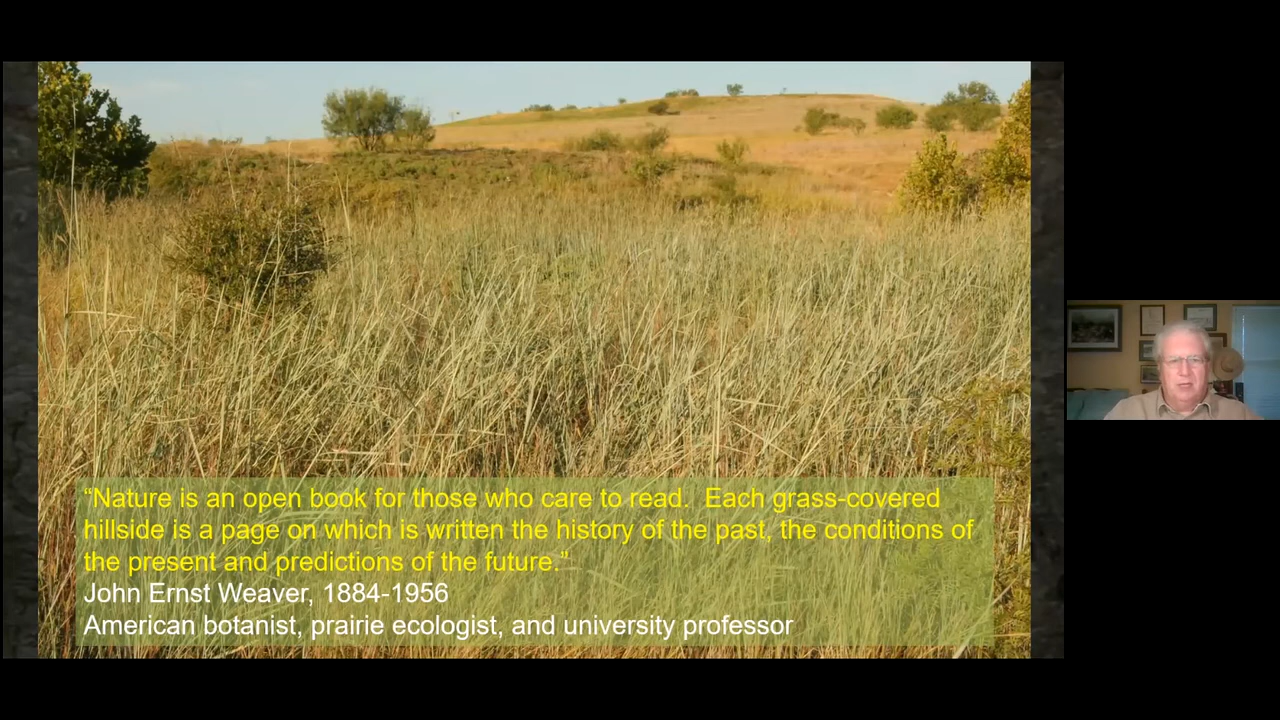 “Nature is an open book for those who care to read.  Each grass-covered
hillside is a page on which is written the history of the past, the conditions of
the present and predictions of the future.”
John Ernst Weaver, 1884-1956
American botanist, prairie ecologist, and university professor